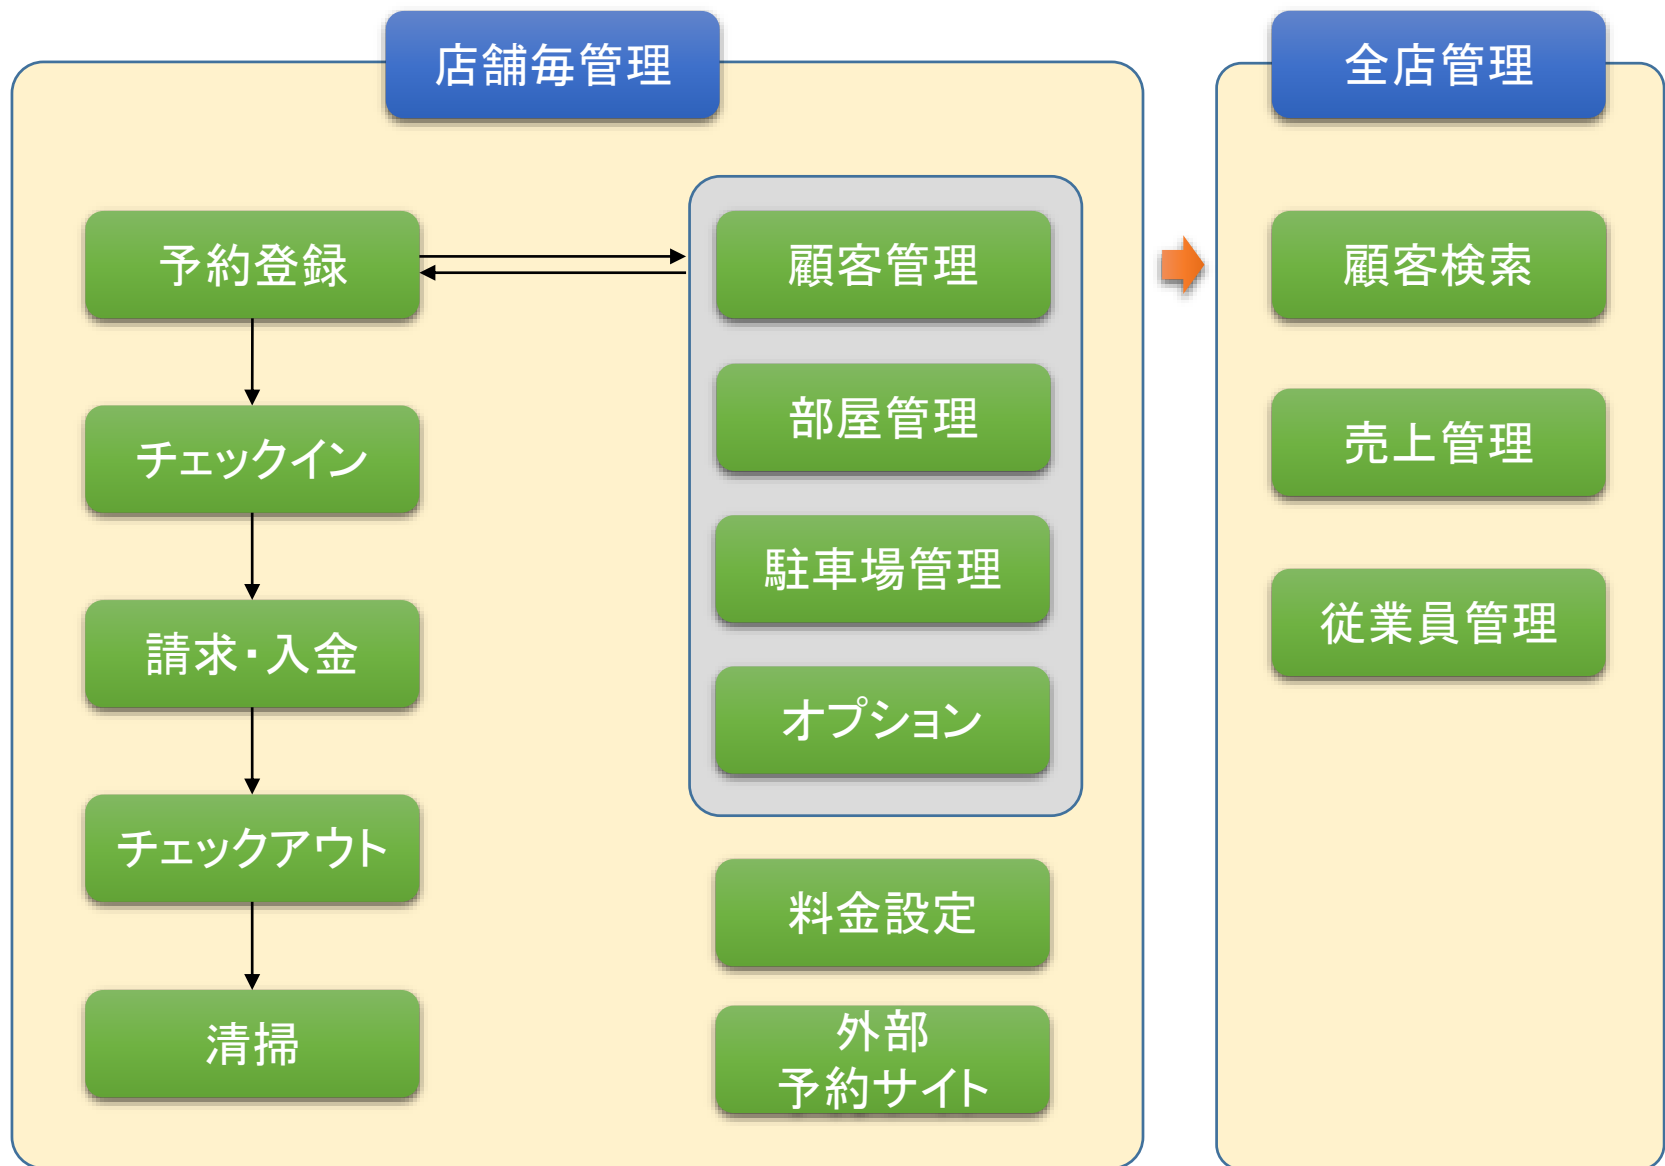 店舗毎管理
全店管理
予約登録
チェックイン
請求・入金
チェックアウト
清掃
顧客管理
部屋管理
駐車場管理
オプション
料金設定
外部
予約サイト
顧客検索
売上管理
従業員管理